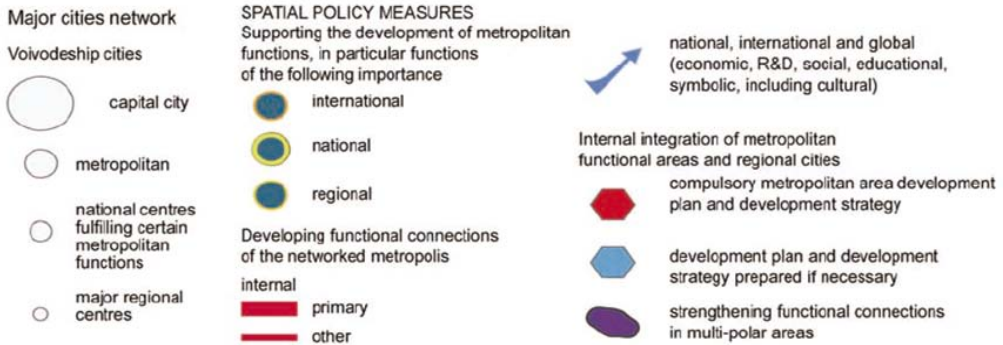 Major cities network
Voivodeship cities
capital city
metropolitan
national centres
fulfilling certain
metropolitan
functions
major regional
centres
SPATIAL POLICY MEASURES
Supporting the development of metropolitan
functions, in particular functions
of the following importance
international
national
regional
Developing functional connections
of the networked metropolis
internal
primary
other
national, international and global
(economic, R&D, social, educational,
symbolic, including cultural)
Internal integration of metropolitan
functional areas and regional cities
compulsory metropolitan area development
plan and development strategy
development plan and development
strategy prepared if necessary
strengthening functional connections
in multi-polar areas